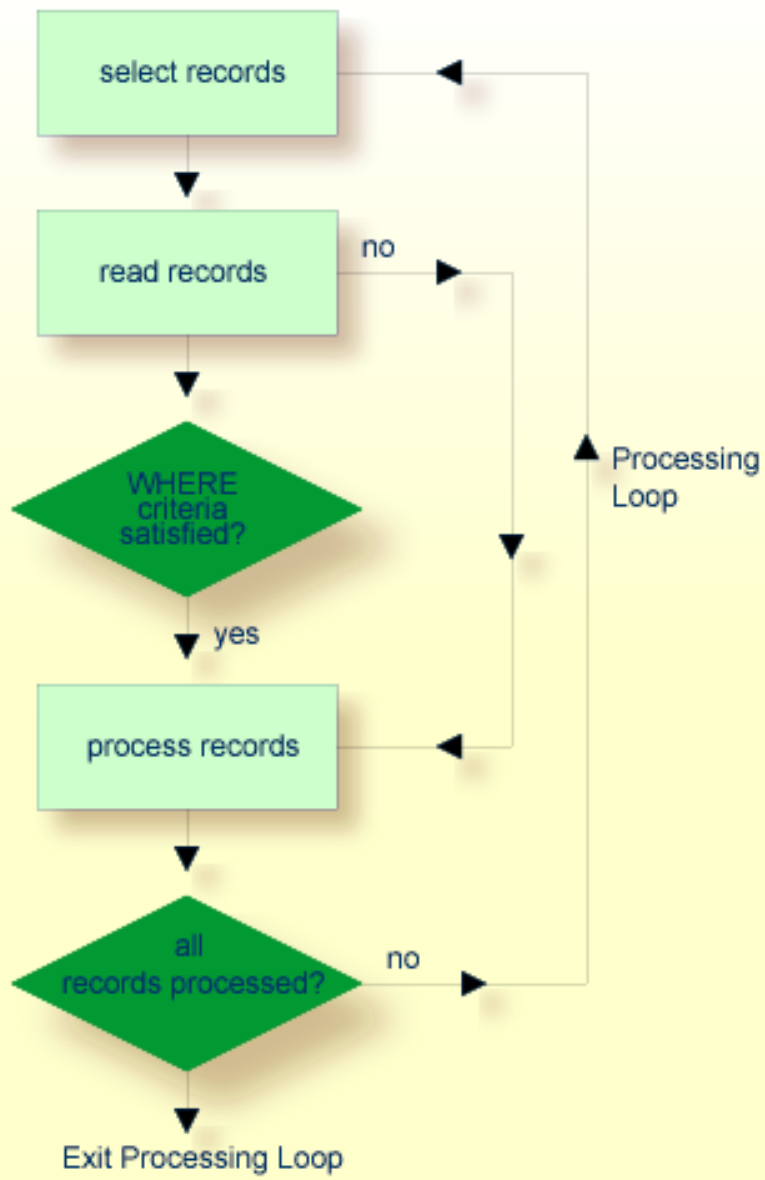 select records
read records
no
WHERE
criteria
satisfied?
Processing
Loop
yes
process records
all
records processed?
no
Exit Processing Loop